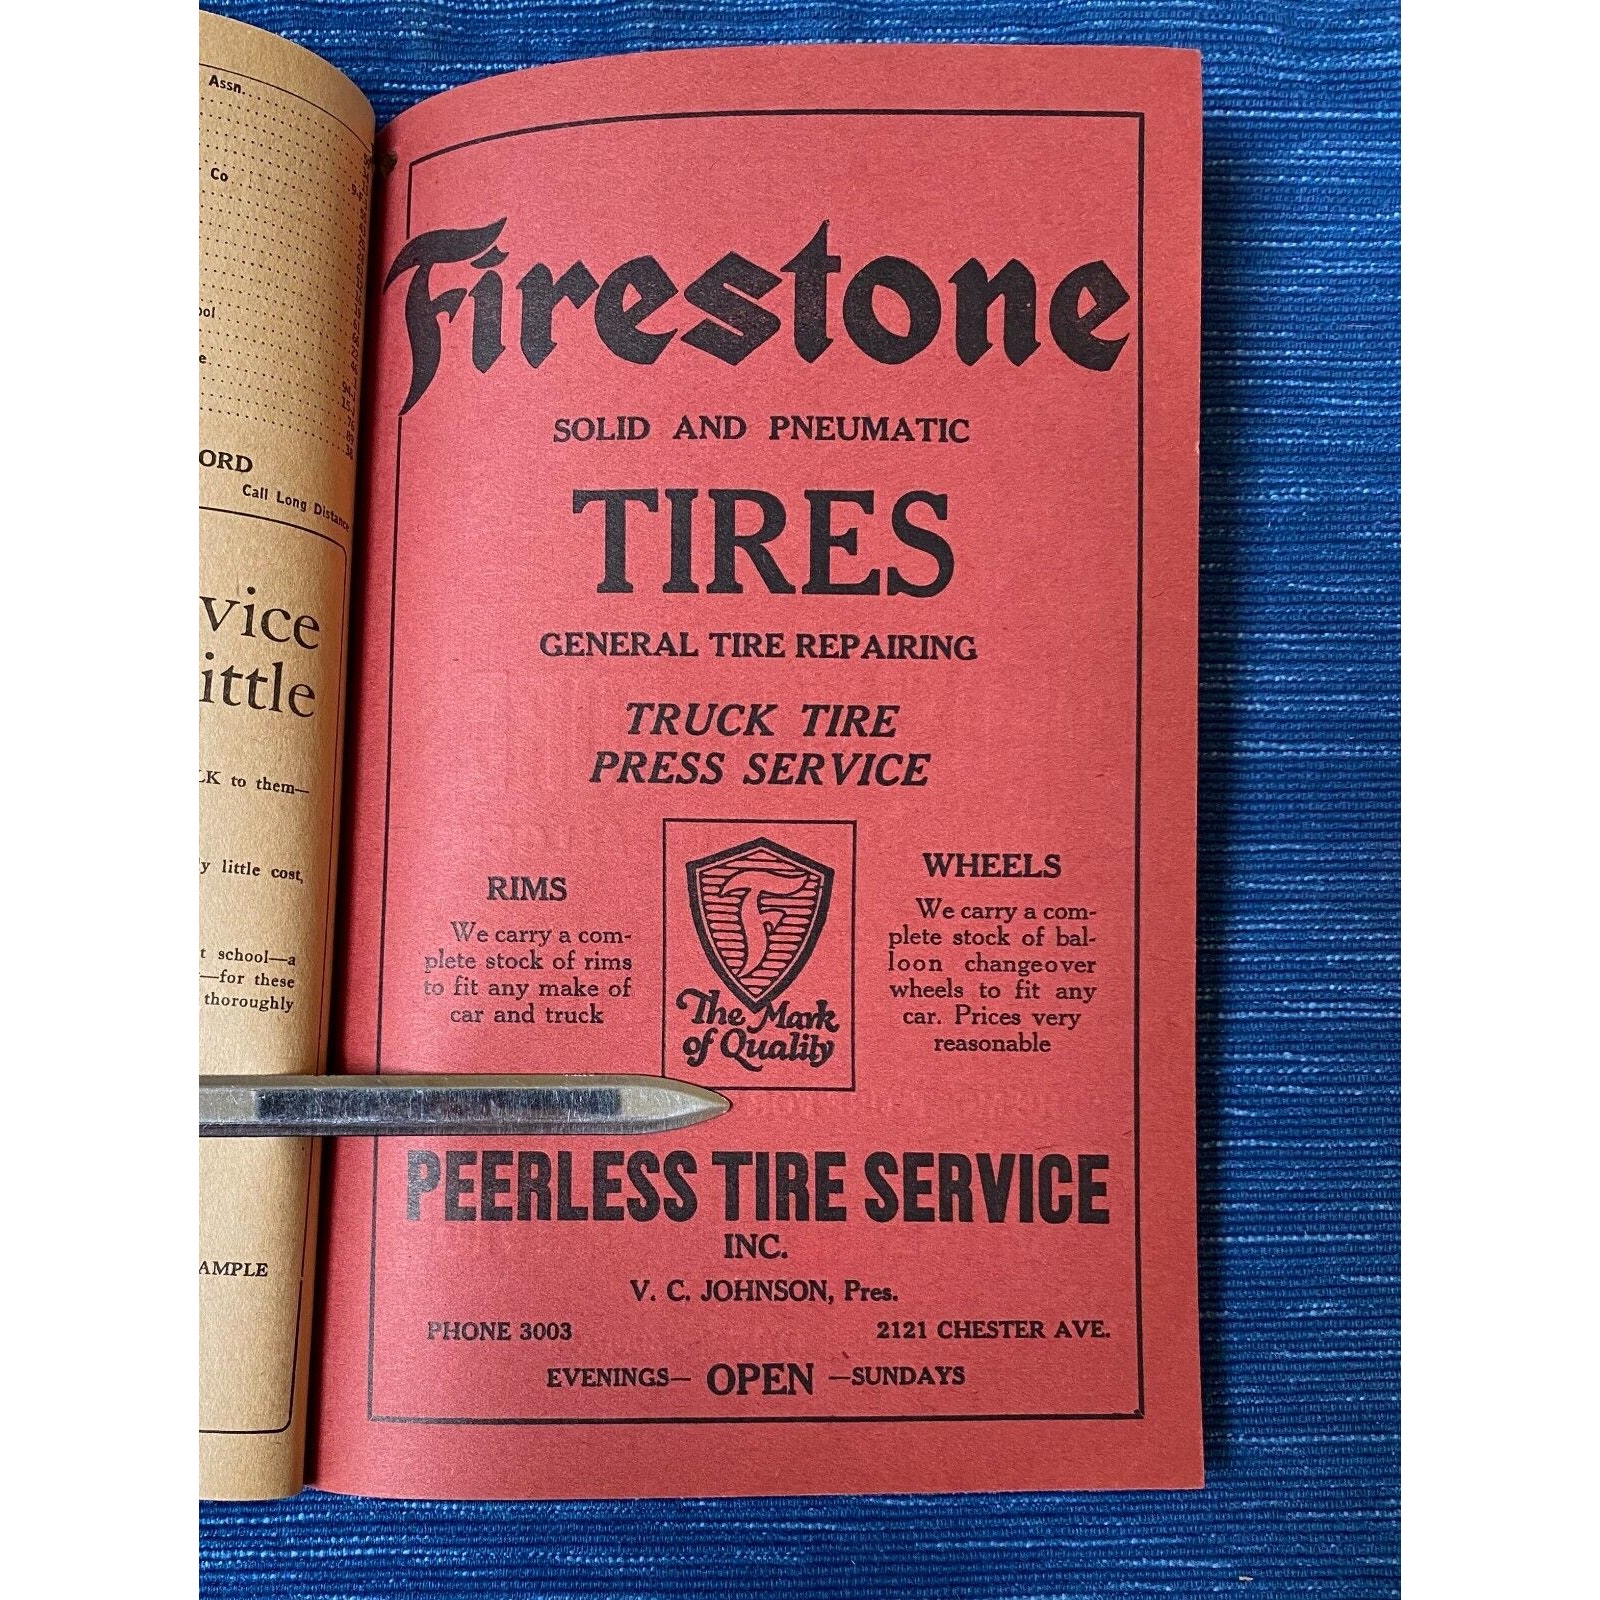 Assn.
Co
ORD
Call Long Distance
vice
ittle
LK to them—
y little cost,
t school—a
—for these
thoroughly
AMPLE
Firestone
SOLID AND PNEUMATIC
TIRES
GENERAL TIRE REPAIRING
TRUCK TIRE
PRESS SERVICE
RIMS
We carry a com-
plete stock of rims
to fit any make of
car and truck
F
The Mark
of Quality
WHEELS
We carry a com-
plete stock of bal-
loon changeover
wheels to fit any
car. Prices very
reasonable
PEERLESS TIRE SERVICE
INC.
V. C. JOHNSON, Pres.
PHONE 3003
2121 CHESTER AVE.
EVENINGS— OPEN —SUNDAYS